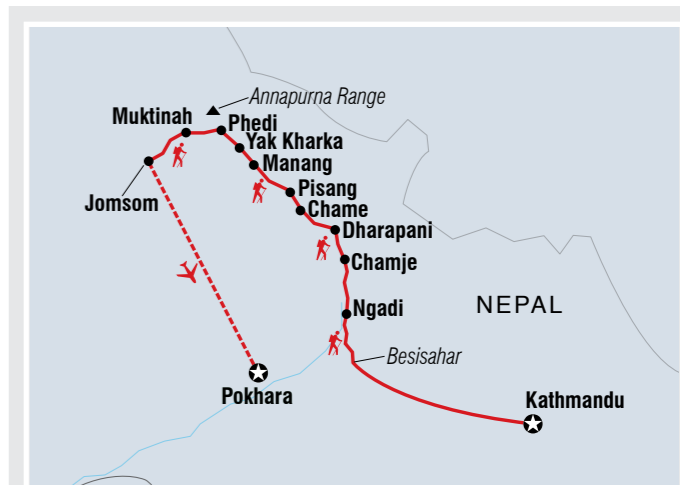 Annapurna Range
Muktinah
Phedi
Yak Kharka
Manang
Jomsom
Pisang
Chame
Dharapani
Chamje
Ngadi
NEPAL
Besisahar
Pokhara
Kathmandu